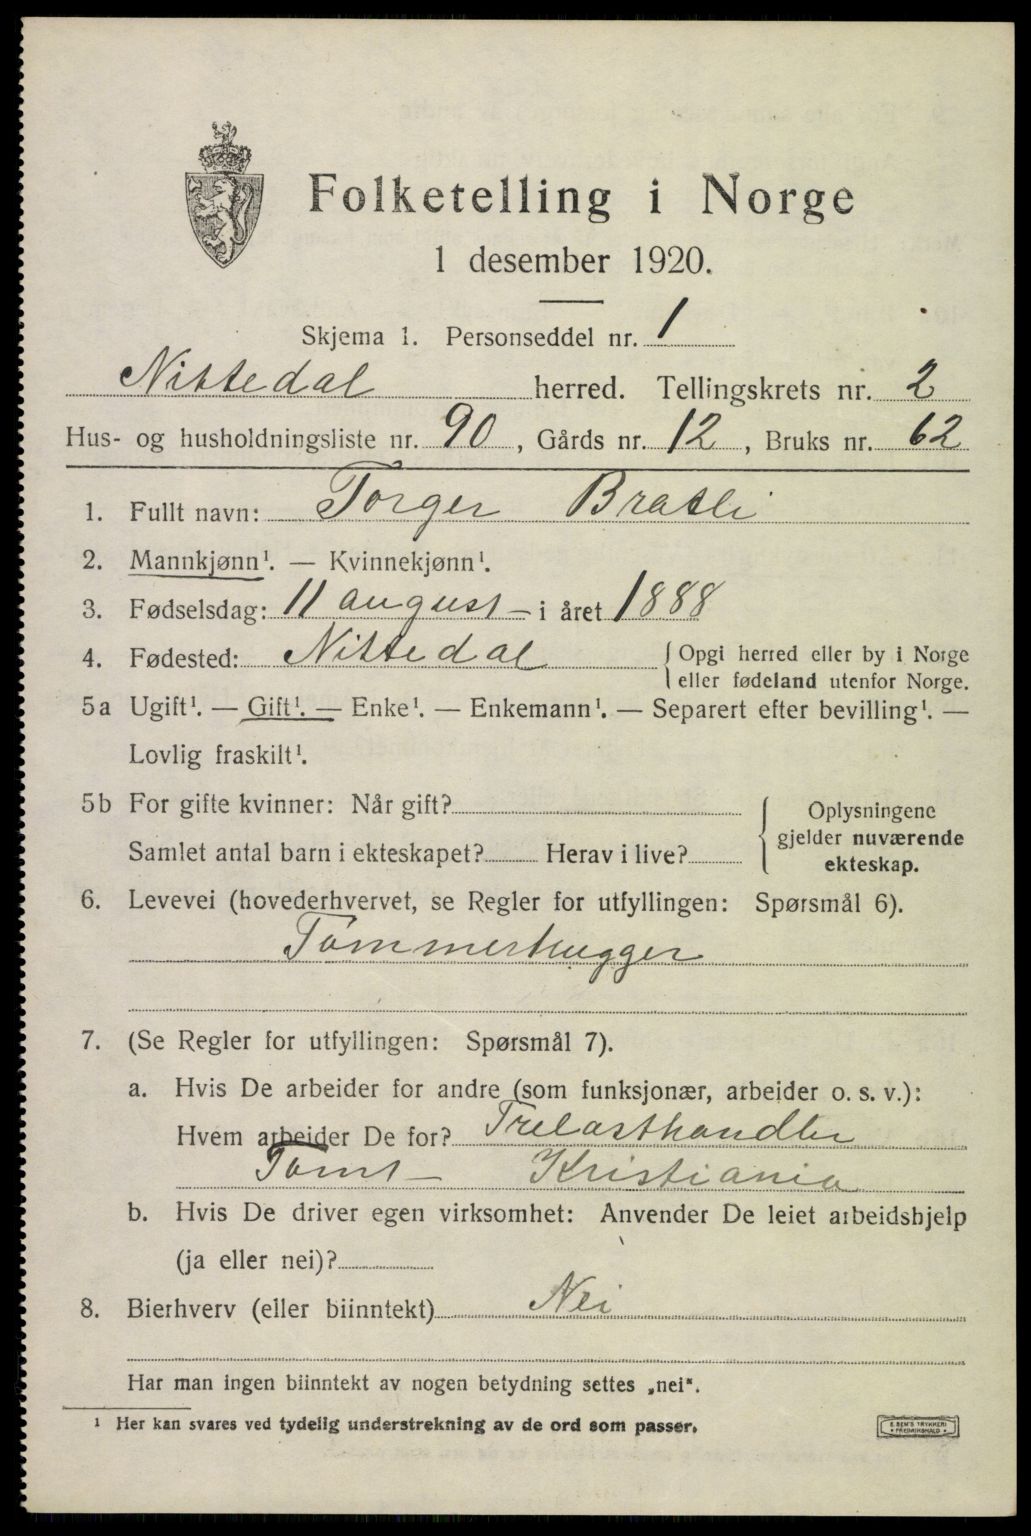 Folketelling i Norge
1 desember 1920.
Skjema 1. Personseddel nr. 1
Nittedal herred. Tellingskrets nr. 2
Hus- og husholdningsliste nr. 90, Gårds nr. 12, Bruks nr. 62
1. Fullt navn: Torger Bratli
2. Mannkjønn¹. — Kvinnekjønn¹.
3. Fødselsdag: 11 august – i året 1888
4. Fødested: Nittedal { Opgi herred eller by i Norge
eller fødeland utenfor Norge.
5a Ugift¹. — Gift¹. — Enke¹. — Enkemann¹. — Separert efter bevilling¹. —
Lovlig fraskilt¹.
5b For gifte kvinner: Når gift?
Samlet antal barn i ekteskapet? Herav i live?
Oplysningene
gjelder nuværende
ekteskap.
6. Levevei (hovederhvervet, se Regler for utfyllingen: Spørsmål 6).
Tømmerhugger
7. (Se Regler for utfyllingen: Spørsmål 7).
a. Hvis De arbeider for andre (som funksjonær, arbeider o. s. v.):
Hvem arbeider De for? Trelasthandler
Tømt – Kristiania
b. Hvis De driver egen virksomhet: Anvender De leiet arbeidshjelp
(ja eller nei)?
8. Bierhverv (eller biinntekt) Nei
Har man ingen biinntekt av nogen betydning settes „nei“.
¹ Her kan svares ved tydelig understrekning av de ord som passer.
E. SEM'S TRYKKERI
FREDRIKSHALD